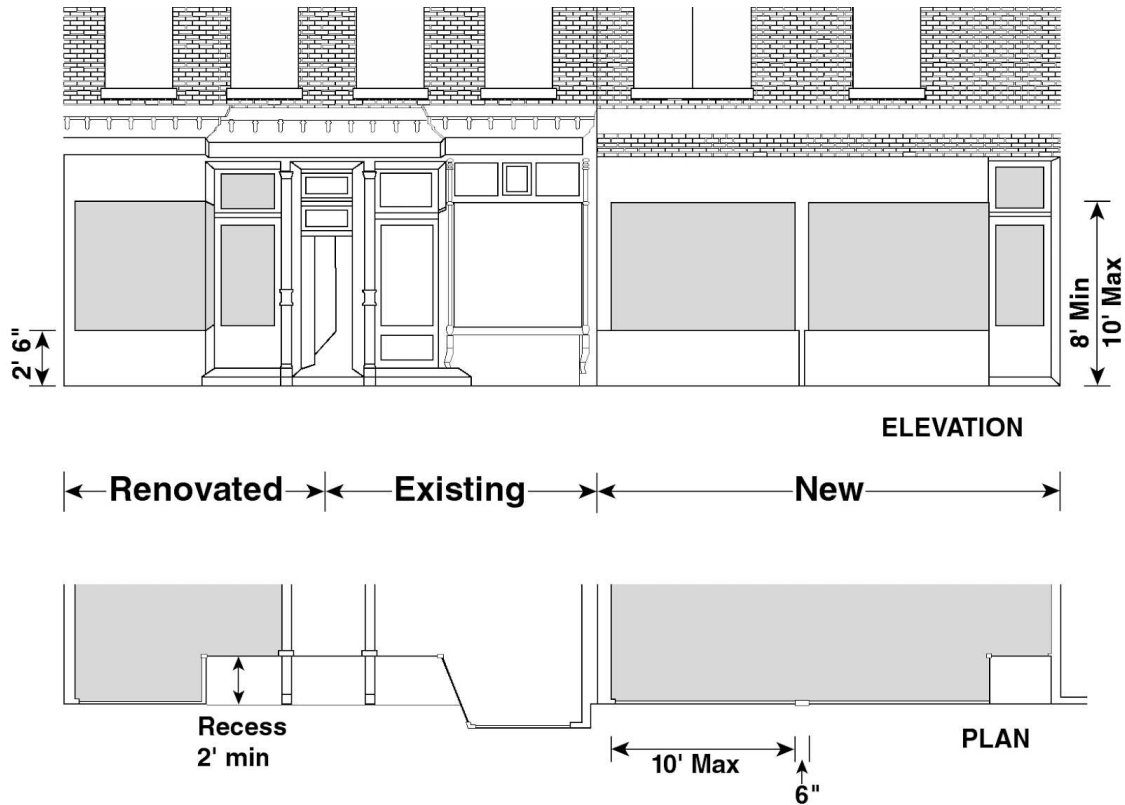 2' 6"
8' Min
10' Max
ELEVATION
Renovated
Existing
New
Recess
2' min
10' Max
6"
PLAN